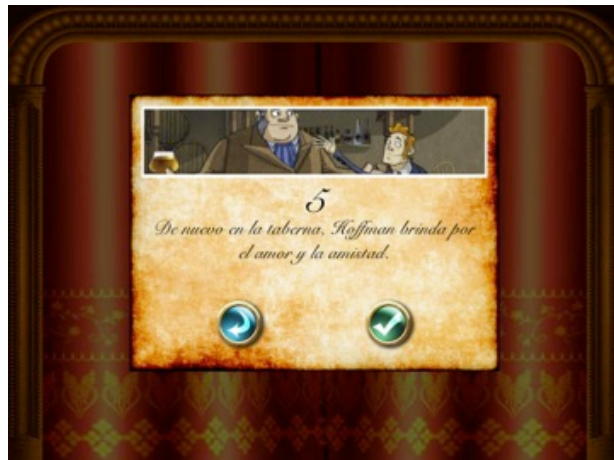 5
De nuevo en la taberna, Hoffman brinda por
el amor y la amistad.